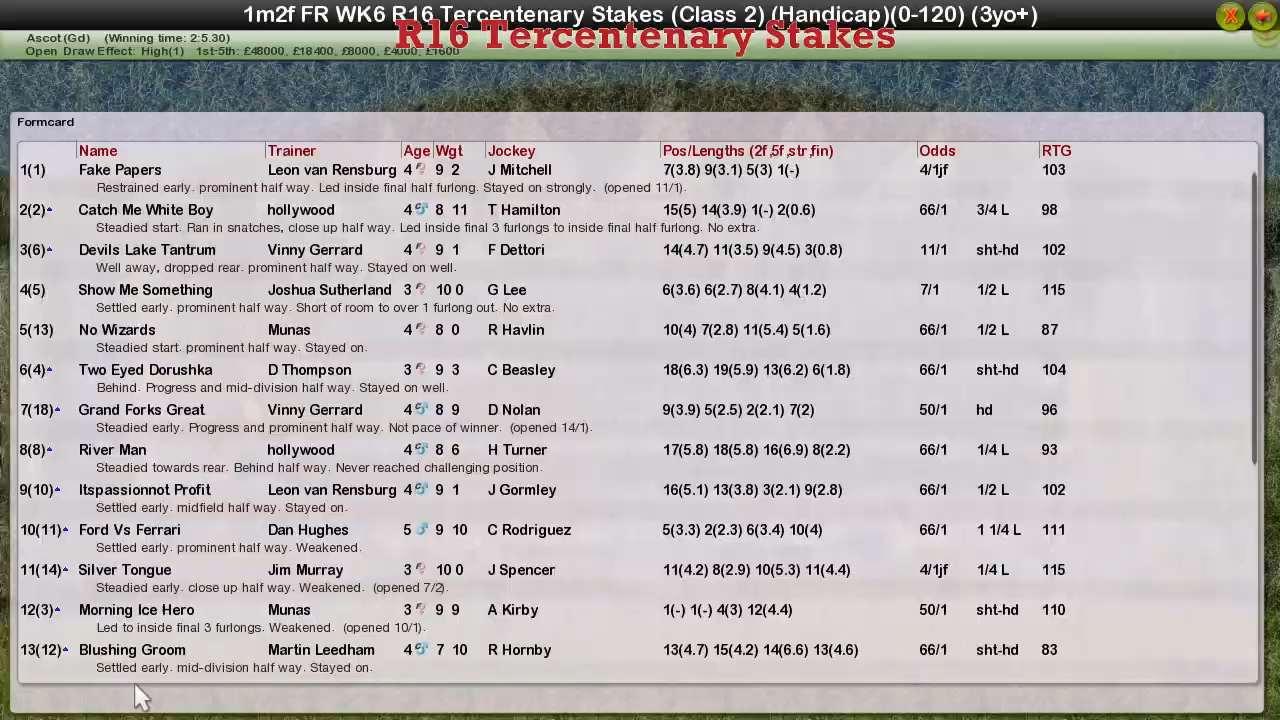 1m2f FR WK6 R16 Tercentenary Stakes (Class 2) (Handicap)(0-120) (3yo+)
R16 Tercentenary Stakes
Ascot(Gd) (Winning time: 2:5.30)
Open Draw Effect: High(1) 1st-5th: £48000, £18400, £8000, £4000, £1600
Formcard
Name Trainer Age Wgt Jockey Pos/Lengths (2f,5f,str,fin) Odds RTG
1(1) Fake Papers Leon van Rensburg 4 9 2 J Mitchell 7(3.8) 9(3.1) 5(3) 1(-) 4/1jf 103
Restrained early. prominent half way. Led inside final half furlong. Stayed on strongly. (opened 11/1).
2(2) Catch Me White Boy hollywood 4 8 11 T Hamilton 15(5) 14(3.9) 1(-) 2(0.6) 66/1 3/4 L 98
Steadied start. Ran in snatches, close up half way. Led inside final 3 furlongs to inside final half furlong. No extra.
3(6) Devils Lake Tantrum Vinny Gerrard 4 9 1 F Dettori 14(4.7) 11(3.5) 9(4.5) 3(0.8) 11/1 sht-hd 102
Well away, dropped rear. prominent half way. Stayed on well.
4(5) Show Me Something Joshua Sutherland 3 10 0 G Lee 6(3.6) 6(2.7) 8(4.1) 4(1.2) 7/1 1/2 L 115
Settled early. prominent half way. Short of room to over 1 furlong out. No extra.
5(13) No Wizards Munas 4 8 0 R Havlin 10(4) 7(2.8) 11(5.4) 5(1.6) 66/1 1/2 L 87
Steadied start. prominent half way. Stayed on.
6(4) Two Eyed Dorushka D Thompson 3 9 3 C Beasley 18(6.3) 19(5.9) 13(6.2) 6(1.8) 66/1 sht-hd 104
Behind. Progress and mid-division half way. Stayed on well.
7(18) Grand Forks Great Vinny Gerrard 4 8 9 D Nolan 9(3.9) 5(2.5) 2(2.1) 7(2) 50/1 hd 96
Steadied early. Progress and prominent half way. Not pace of winner. (opened 14/1).
8(8) River Man hollywood 4 8 6 H Turner 17(5.8) 18(5.8) 16(6.9) 8(2.2) 66/1 1/4 L 93
Steadied towards rear. Behind half way. Never reached challenging position.
9(10) Itspassionnot Profit Leon van Rensburg 4 9 1 J Gormley 16(5.1) 13(3.8) 3(2.1) 9(2.8) 66/1 1/2 L 102
Settled early. midfield half way. Stayed on.
10(11) Ford Vs Ferrari Dan Hughes 5 9 10 C Rodriguez 5(3.3) 2(2.3) 6(3.4) 10(4) 66/1 1 1/4 L 111
Settled early. prominent half way. Weakened.
11(14) Silver Tongue Jim Murray 3 10 0 J Spencer 11(4.2) 8(2.9) 10(5.3) 11(4.4) 4/1jf 1/4 L 115
Steadied early. close up half way. Weakened. (opened 7/2).
12(3) Morning Ice Hero Munas 3 9 9 A Kirby 1(-) 1(-) 4(3) 12(4.4) 50/1 sht-hd 110
Led to inside final 3 furlongs. Weakened. (opened 10/1).
13(12) Blushing Groom Martin Leedham 4 7 10 R Hornby 13(4.7) 15(4.2) 14(6.6) 13(4.6) 66/1 sht-hd 83
Settled early. mid-division half way. Stayed on.